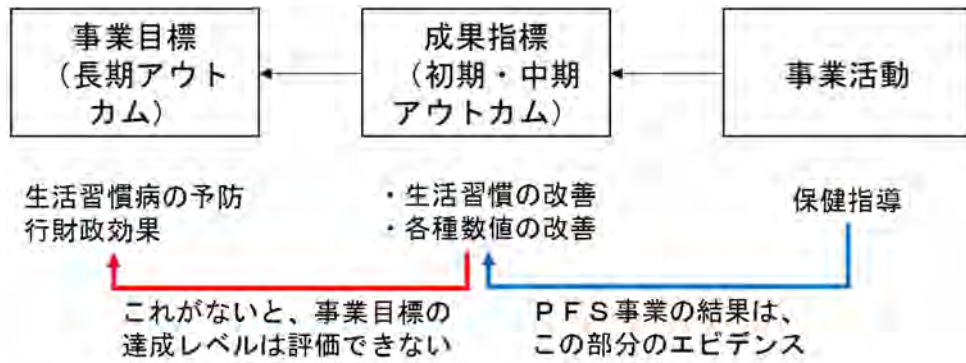 事業目標
（長期アウト
カム）
成果指標
（初期・中期
アウトカム）
事業活動
生活習慣病の予防
行財政効果
・生活習慣の改善
・各種数値の改善
保健指導
これがないと、事業目標の
達成レベルは評価できない
ＰＦＳ事業の結果は、
この部分のエビデンス